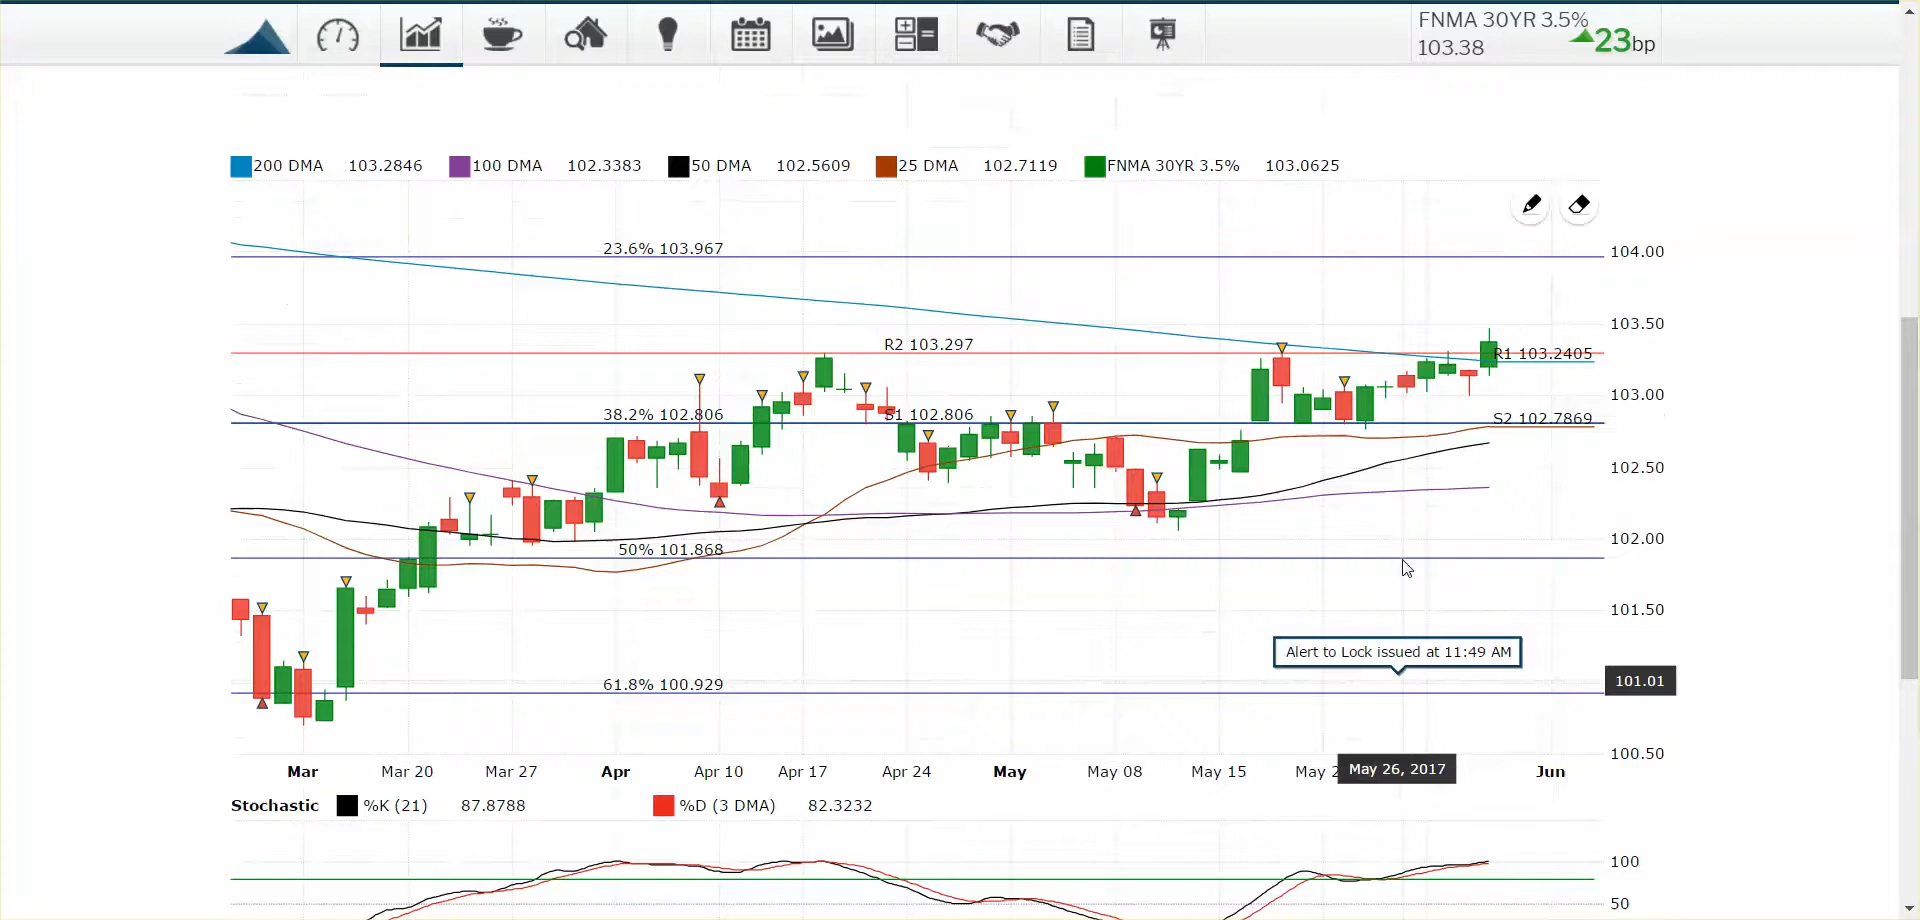 FNMA 30YR 3.5%
103.38 23bp
200 DMA 103.2846 100 DMA 102.3383 50 DMA 102.5609 25 DMA 102.7119 FNMA 30YR 3.5% 103.0625
23.6% 103.967
104.00
103.50
R2 103.297
R1 103.2405
103.00
38.2% 102.806
S1 102.806
S2 102.7869
102.50
102.00
50% 101.868
101.50
Alert to Lock issued at 11:49 AM
61.8% 100.929
101.01
100.50
Mar Mar 20 Mar 27 Apr Apr 10 Apr 17 Apr 24 May May 08 May 15 May 2 May 26, 2017 Jun
Stochastic %K (21) 87.8788 %D (3 DMA) 82.3232
100
50